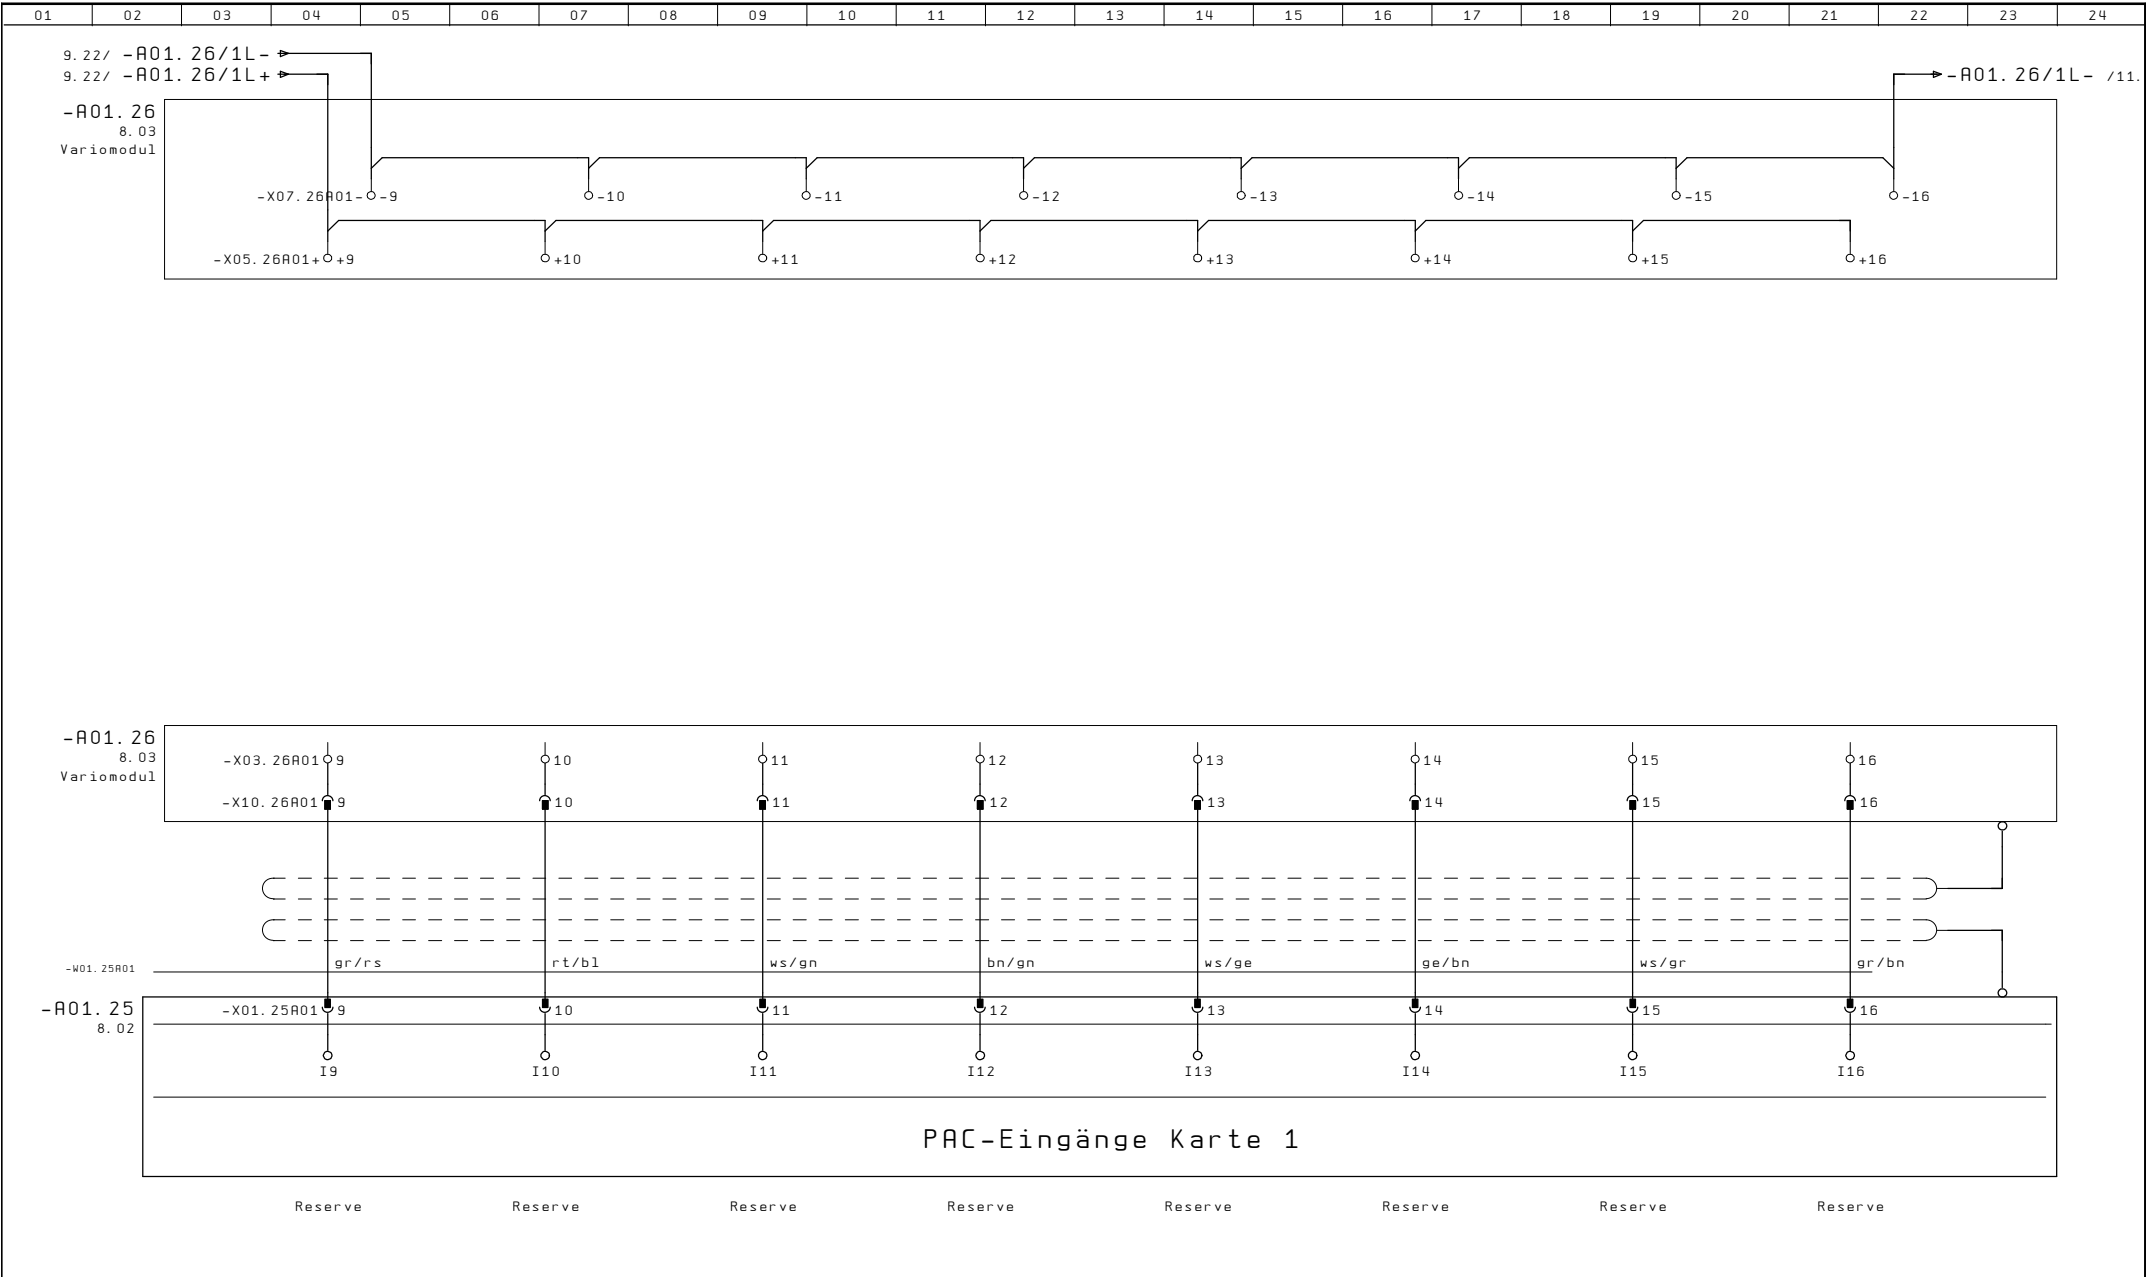 01 02 03 04 05 06 07 08 09 10 11 12 13 14 15 16 17 18 19 20 21 22 23 24
9.22/ -A01.26/1L-
9.22/ -A01.26/1L+ -A01.26/1L- /11.
-A01.26
8.03
Variomodul
-X07.26A01- -9 -10 -11 -12 -13 -14 -15 -16
-X05.26A01+ +9 +10 +11 +12 +13 +14 +15 +16
-A01.26
8.03
Variomodul
-X03.26A01 9 10 11 12 13 14 15 16
-X10.26A01 9 10 11 12 13 14 15 16
gr/rs rt/bl ws/gn bn/gn ws/ge ge/bn ws/gr gr/bn
-W01.25A01
-A01.25
8.02
-X01.25A01 9 10 11 12 13 14 15 16
I9 I10 I11 I12 I13 I14 I15 I16
PAC-Eingänge Karte 1
Reserve Reserve Reserve Reserve Reserve Reserve Reserve Reserve